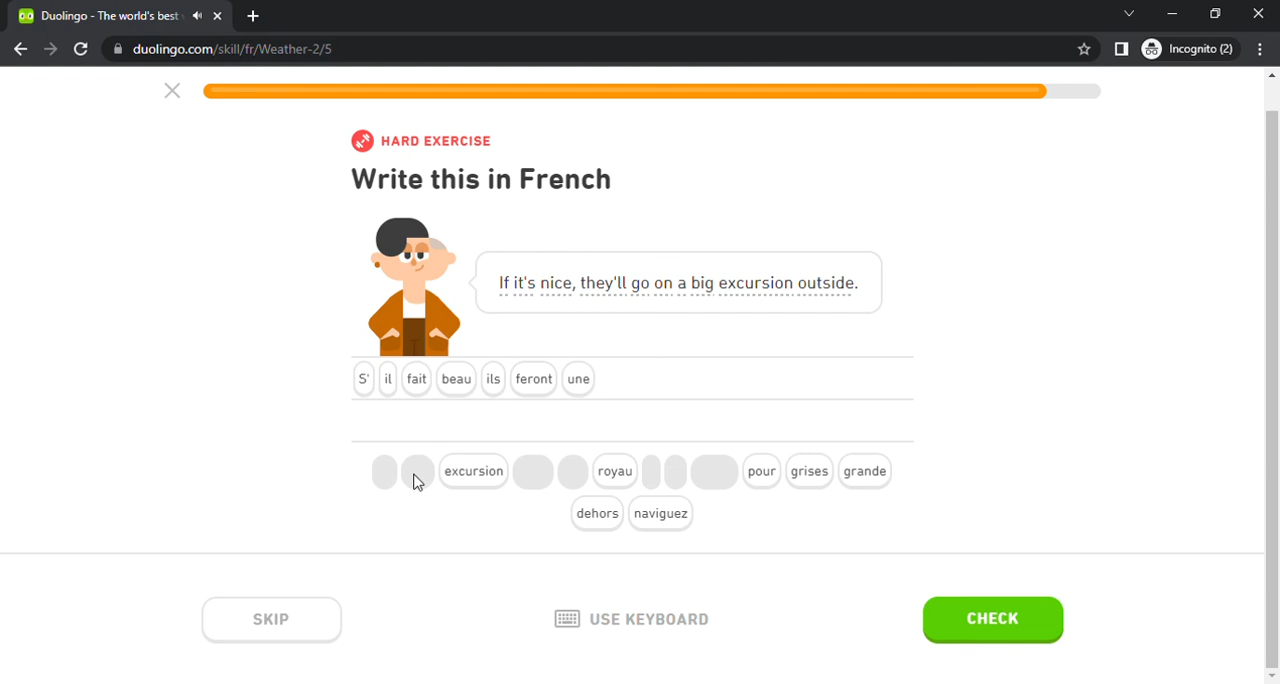 Duolingo - The world's best
duolingo.com/skill/fr/Weather-2/5
Incognito (2)
HARD EXERCISE
Write this in French
If it's nice, they'll go on a big excursion outside.
S' il fait beau ils feront une
excursion royau pour grises grande
dehors naviguez
SKIP
USE KEYBOARD
CHECK